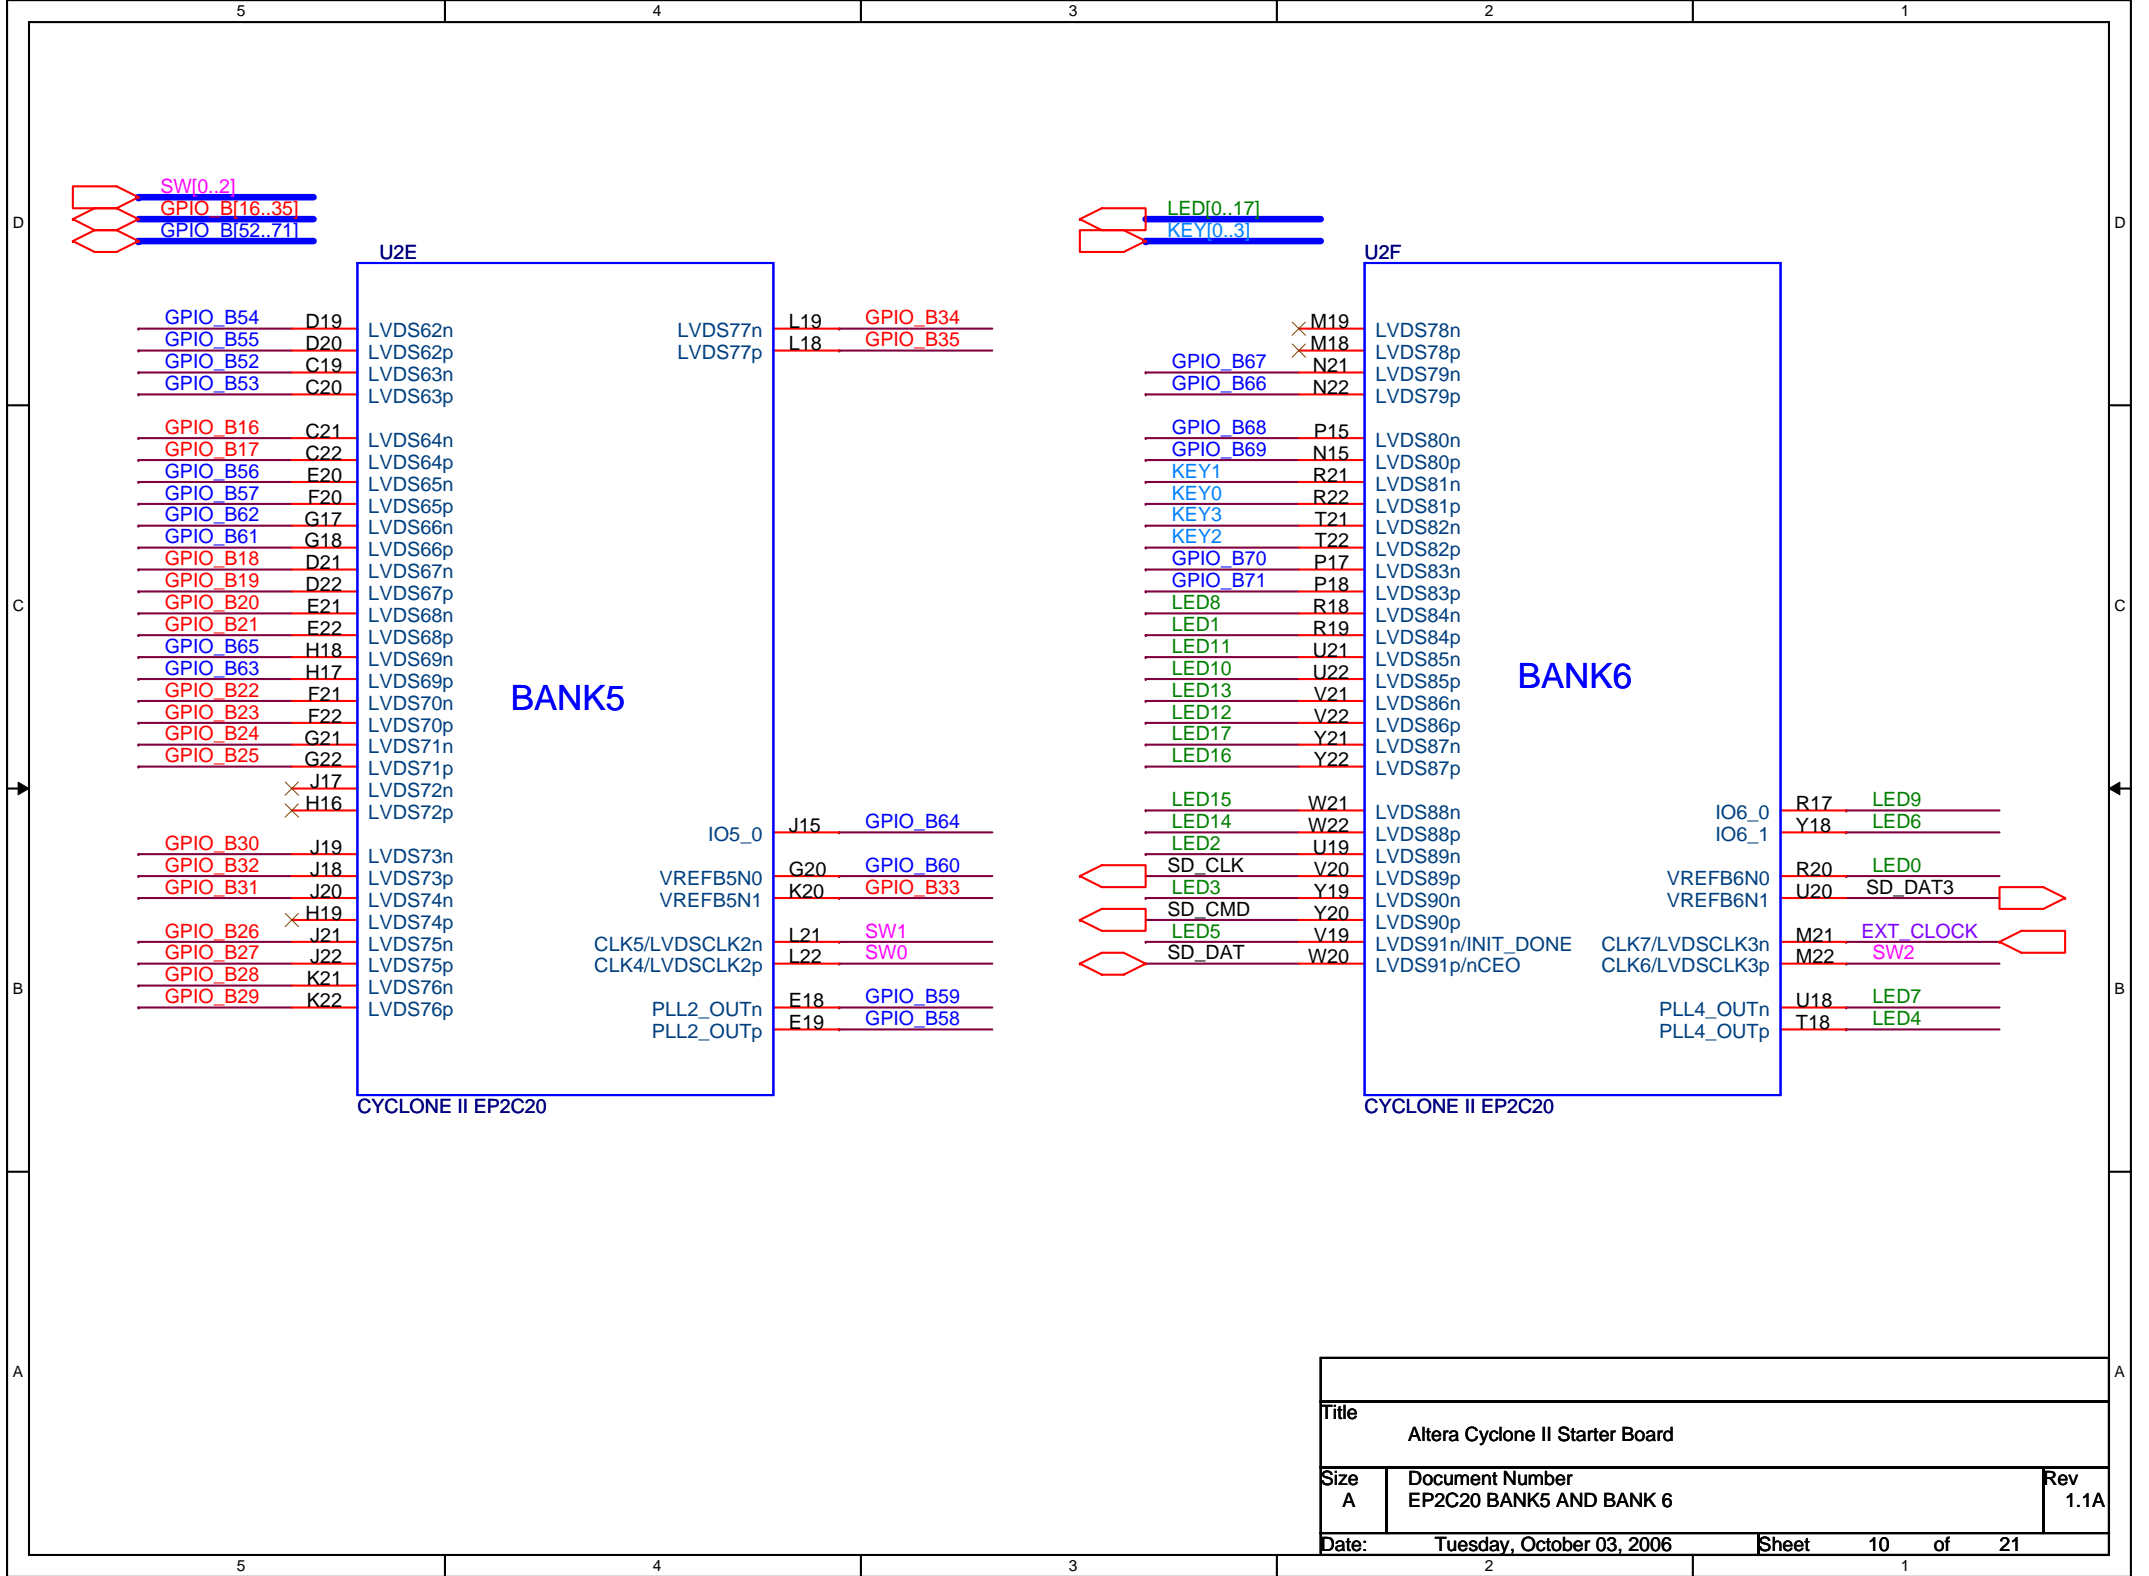 5 4 3 2 1
D D
C C
B B
A A
SW[0..2]
GPIO_B[16..35]
GPIO_B[52..71]
U2E
GPIO_B54 D19 LVDS62n
GPIO_B55 D20 LVDS62p
GPIO_B52 C19 LVDS63n
GPIO_B53 C20 LVDS63p
GPIO_B16 C21 LVDS64n
GPIO_B17 C22 LVDS64p
GPIO_B56 E20 LVDS65n
GPIO_B57 F20 LVDS65p
GPIO_B62 G17 LVDS66n
GPIO_B61 G18 LVDS66p
GPIO_B18 D21 LVDS67n
GPIO_B19 D22 LVDS67p
GPIO_B20 E21 LVDS68n
GPIO_B21 E22 LVDS68p
GPIO_B65 H18 LVDS69n
GPIO_B63 H17 LVDS69p
GPIO_B22 F21 LVDS70n
GPIO_B23 F22 LVDS70p
GPIO_B24 G21 LVDS71n
GPIO_B25 G22 LVDS71p
J17 LVDS72n
H16 LVDS72p
GPIO_B30 J19 LVDS73n
GPIO_B32 J18 LVDS73p
GPIO_B31 J20 LVDS74n
H19 LVDS74p
GPIO_B26 J21 LVDS75n
GPIO_B27 J22 LVDS75p
GPIO_B28 K21 LVDS76n
GPIO_B29 K22 LVDS76p
BANK5
LVDS77n L19 GPIO_B34
LVDS77p L18 GPIO_B35
IO5_0 J15 GPIO_B64
VREFB5N0 G20 GPIO_B60
VREFB5N1 K20 GPIO_B33
CLK5/LVDSCLK2n L21 SW1
CLK4/LVDSCLK2p L22 SW0
PLL2_OUTn E18 GPIO_B59
PLL2_OUTp E19 GPIO_B58
CYCLONE II EP2C20
LED[0..17]
KEY[0..3]
U2F
M19 LVDS78n
M18 LVDS78p
GPIO_B67 N21 LVDS79n
GPIO_B66 N22 LVDS79p
GPIO_B68 P15 LVDS80n
GPIO_B69 N15 LVDS80p
KEY1 R21 LVDS81n
KEY0 R22 LVDS81p
KEY3 T21 LVDS82n
KEY2 T22 LVDS82p
GPIO_B70 P17 LVDS83n
GPIO_B71 P18 LVDS83p
LED8 R18 LVDS84n
LED1 R19 LVDS84p
LED11 U21 LVDS85n
LED10 U22 LVDS85p
LED13 V21 LVDS86n
LED12 V22 LVDS86p
LED17 Y21 LVDS87n
LED16 Y22 LVDS87p
LED15 W21 LVDS88n
LED14 W22 LVDS88p
LED2 U19 LVDS89n
SD_CLK V20 LVDS89p
LED3 Y19 LVDS90n
SD_CMD Y20 LVDS90p
LED5 V19 LVDS91n/INIT_DONE
SD_DAT W20 LVDS91p/nCEO
BANK6
IO6_0 R17 LED9
IO6_1 Y18 LED6
VREFB6N0 R20 LED0
VREFB6N1 U20 SD_DAT3
CLK7/LVDSCLK3n M21 EXT_CLOCK
CLK6/LVDSCLK3p M22 SW2
PLL4_OUTn U18 LED7
PLL4_OUTp T18 LED4
CYCLONE II EP2C20
Title
Altera Cyclone II Starter Board
Size Document Number Rev
A EP2C20 BANK5 AND BANK 6 1.1A
Date: Tuesday, October 03, 2006 Sheet 10 of 21
5 4 3 2 1